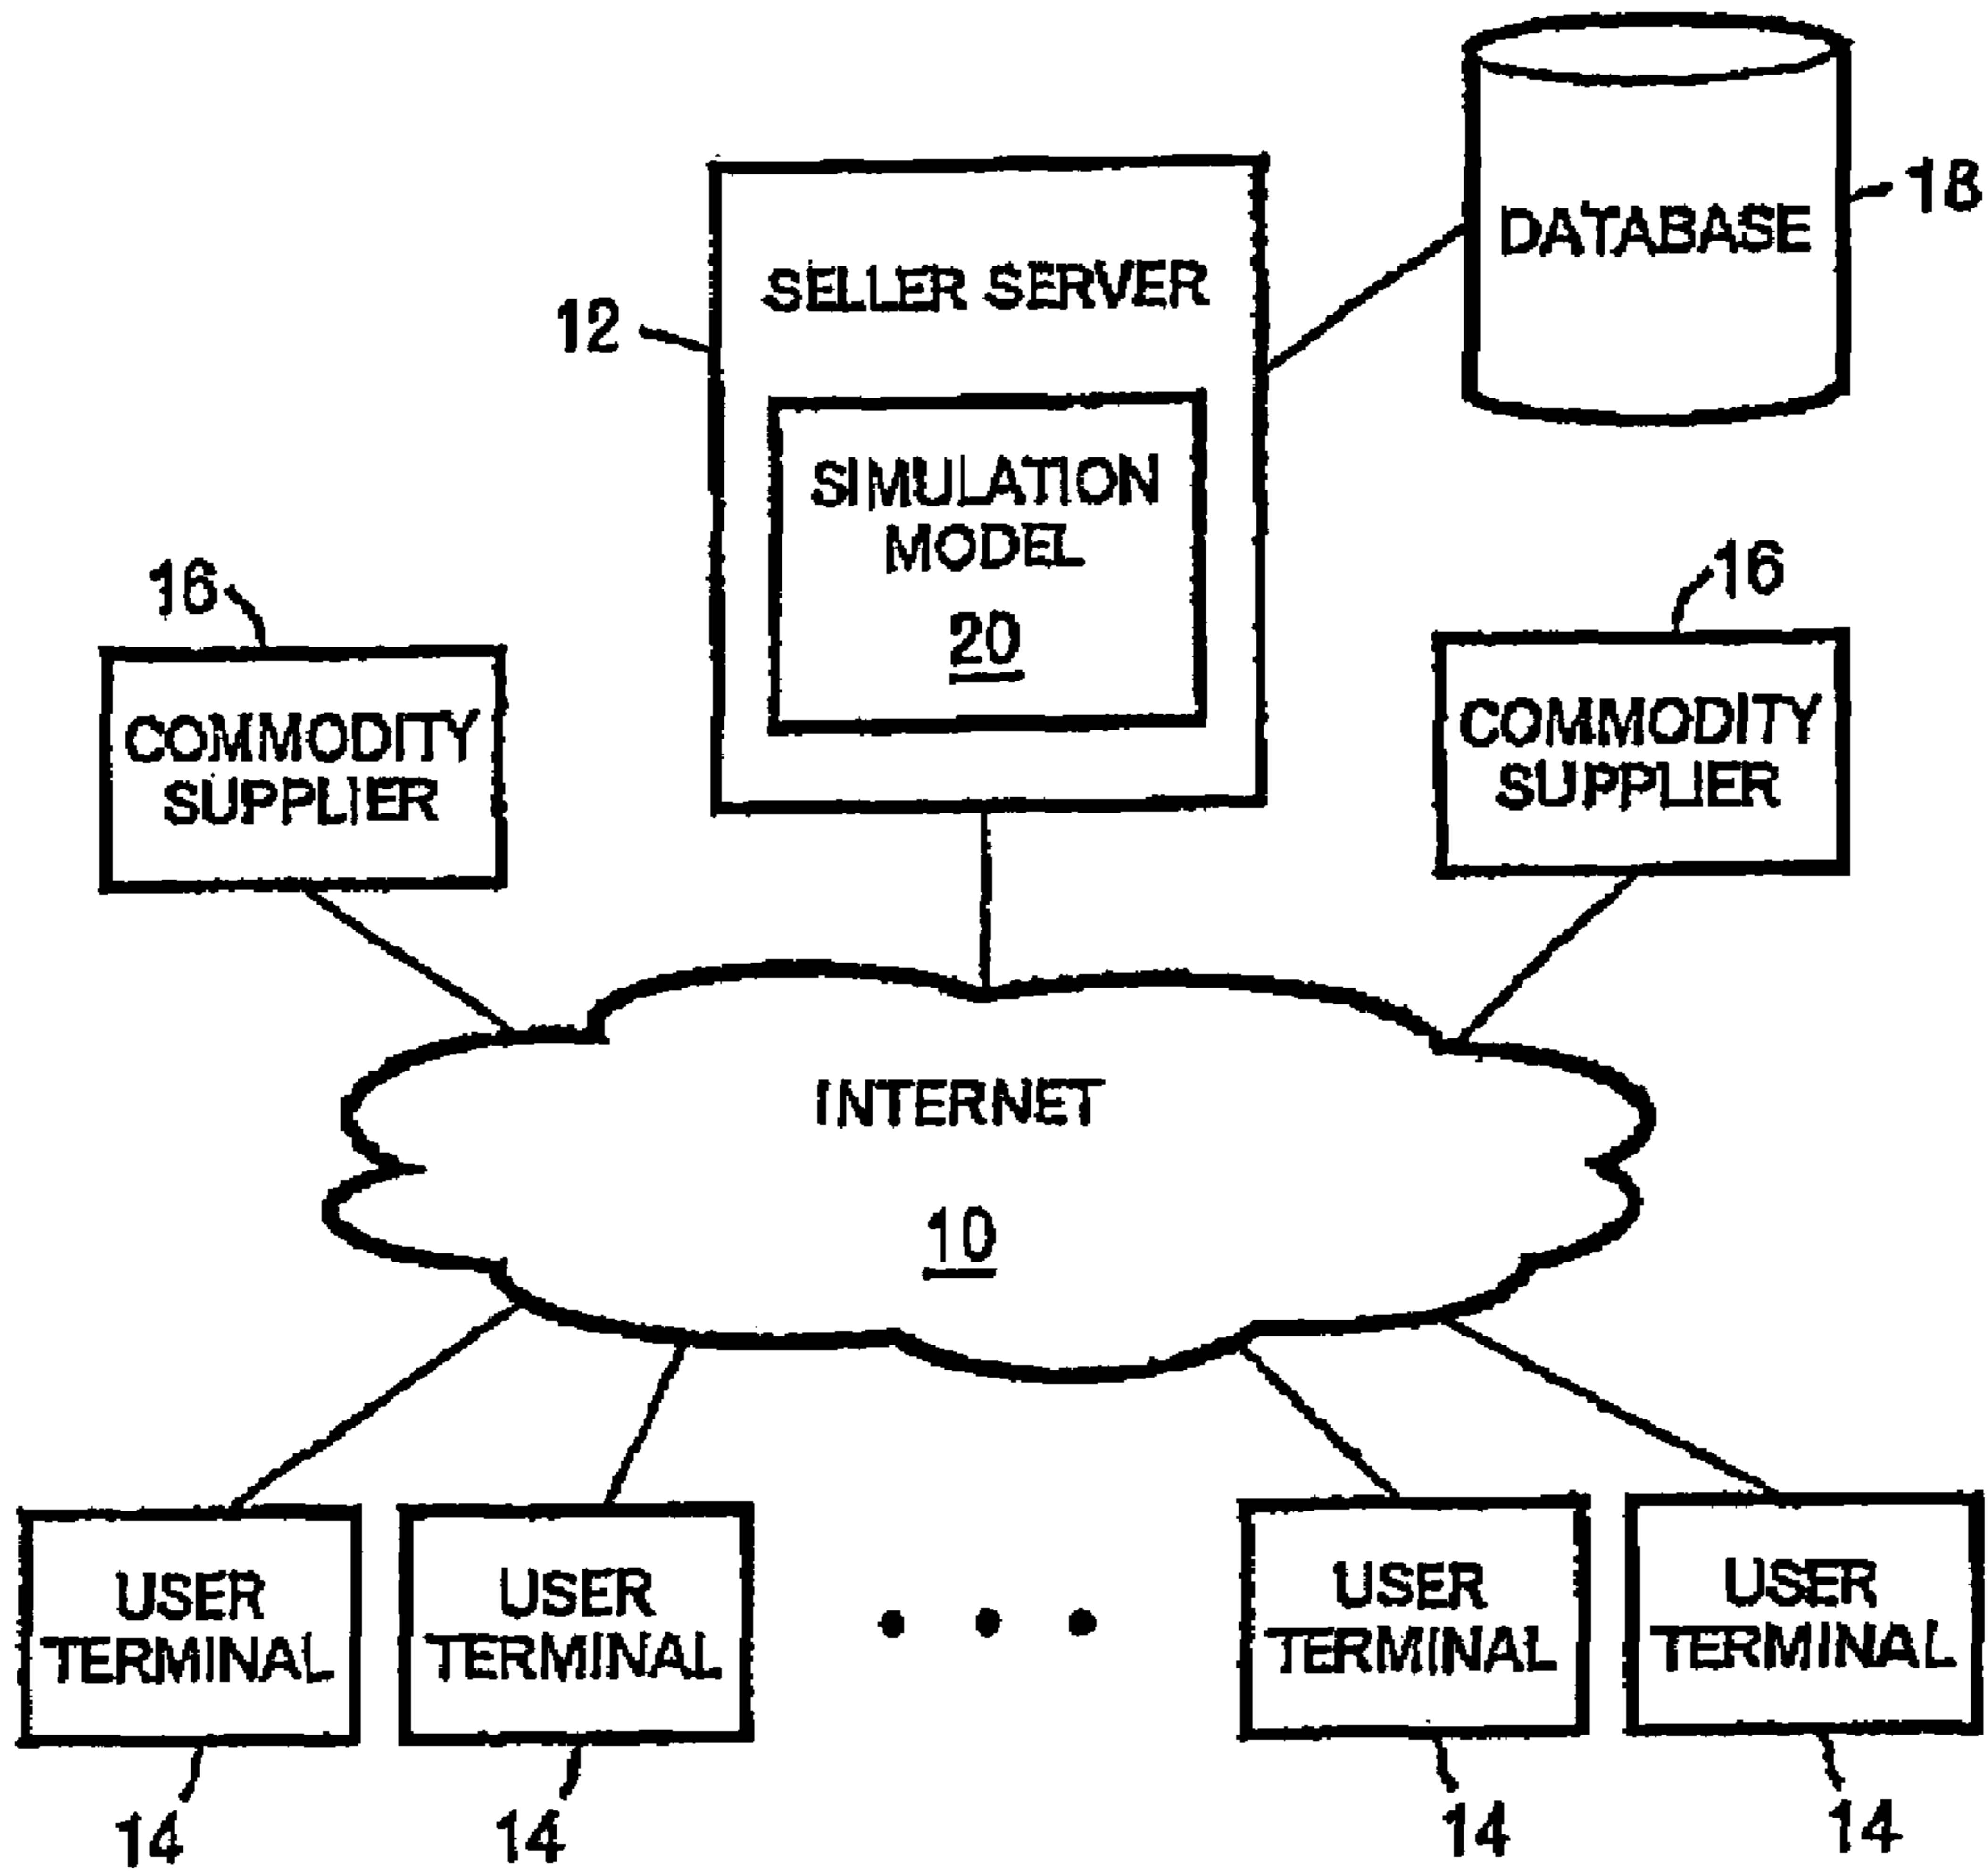 DATABASE
18
SELLER SERVER
12
SIMULATION
MODEL
20
16
COMMODITY
SUPPLIER
16
COMMODITY
SUPPLIER
INTERNET
10
USER
TERMINAL
USER
TERMINAL
• • •
USER
TERMINAL
USER
TERMINAL
14
14
14
14